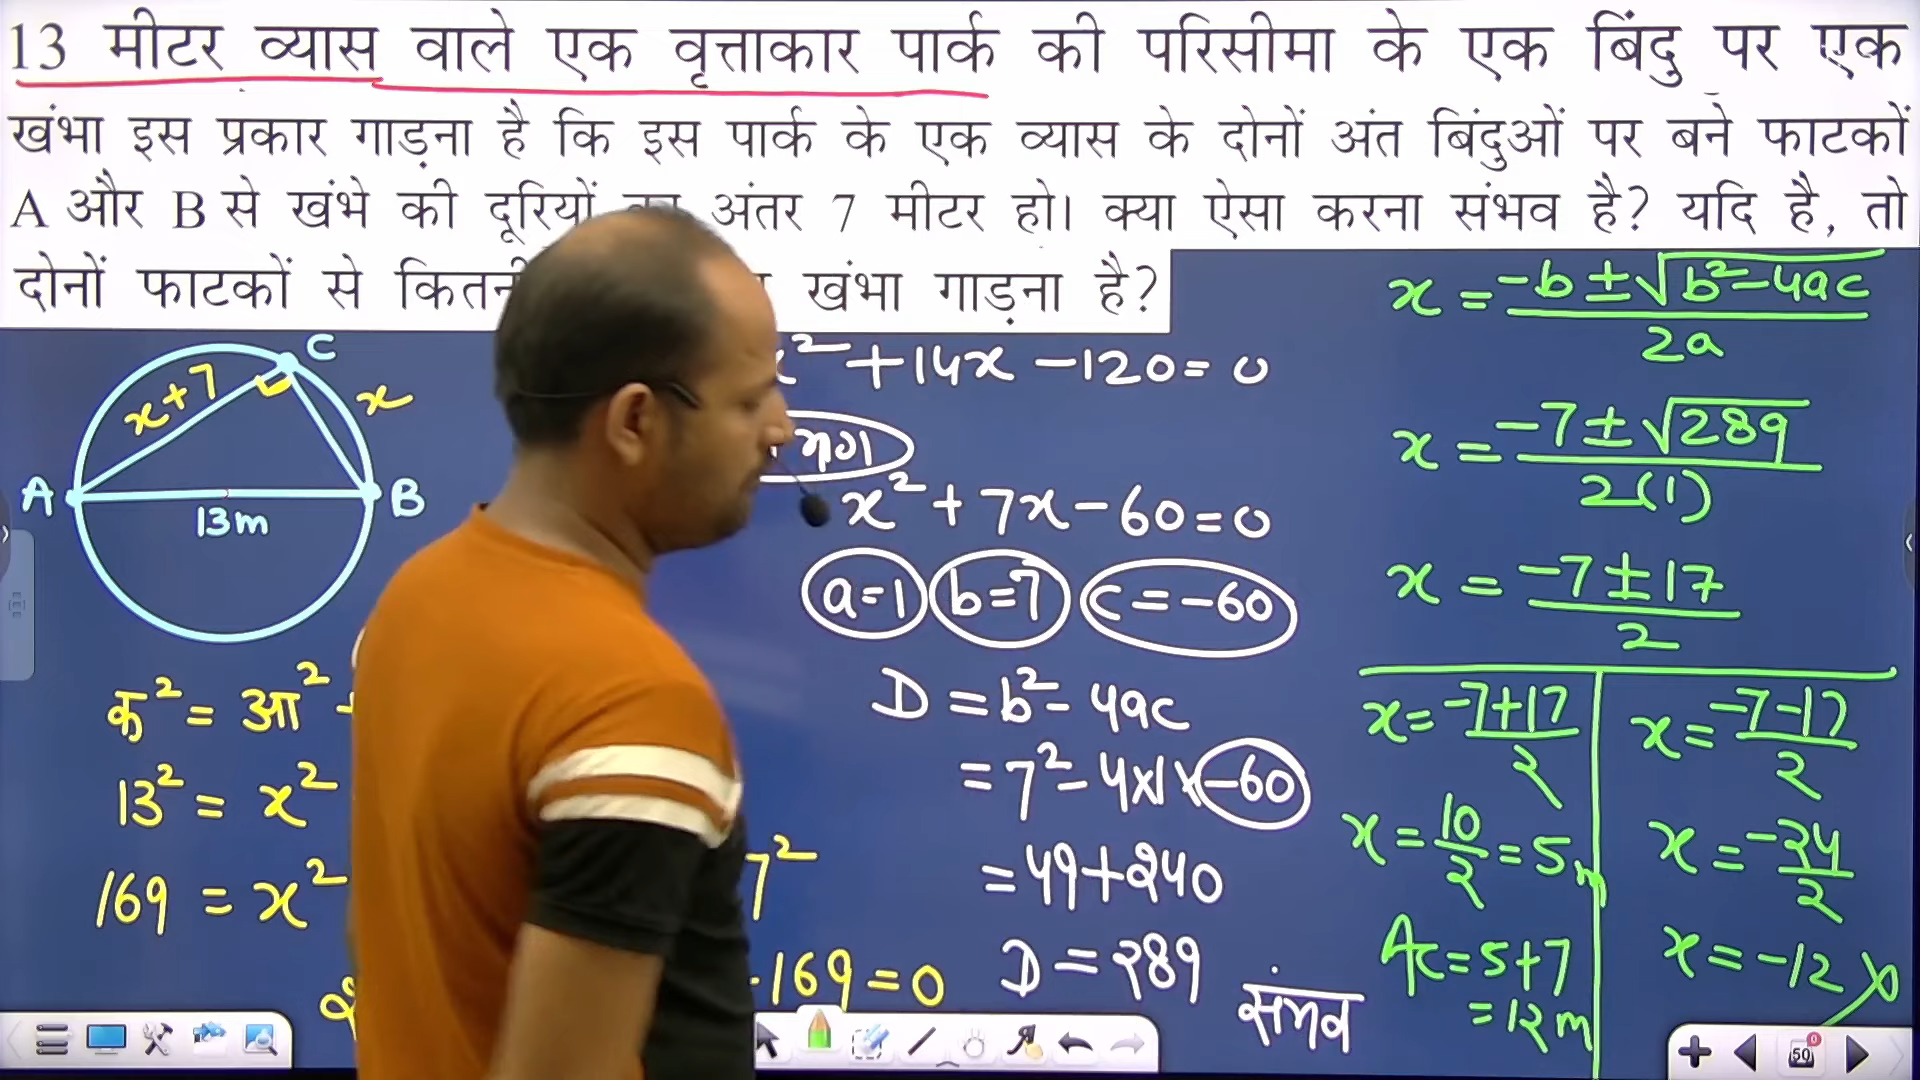 13 मीटर व्यास वाले एक वृत्ताकार पार्क की परिसीमा के एक बिंदु पर एक
खंभा इस प्रकार गाड़ना है कि इस पार्क के एक व्यास के दोनों अंत बिंदुओं पर बने फाटकों
A और B से खंभे की दूरियों अंतर 7 मीटर हो। क्या ऐसा करना संभव है? यदि है, तो
दोनों फाटकों से खंभा गाड़ना है?
C
x+7
x
A
B
13m
क² = आ²
13² = x²
169 = x²
7²
-169=0
x²+14x-120=0
भाग
x²+7x-60=0
a=1 b=7 c=-60
D = b²-4ac
= 7²-4×1×-60
=49+240
D=289
संभव
x = -b±√b²-4ac / 2a
x = -7±√289 / 2(1)
x = -7±17 / 2
x = -7+17 / 2
x = 10/2 = 5m
AC=5+7
=12m
x = -7-17 / 2
x = -24/2
x = -12
50
0